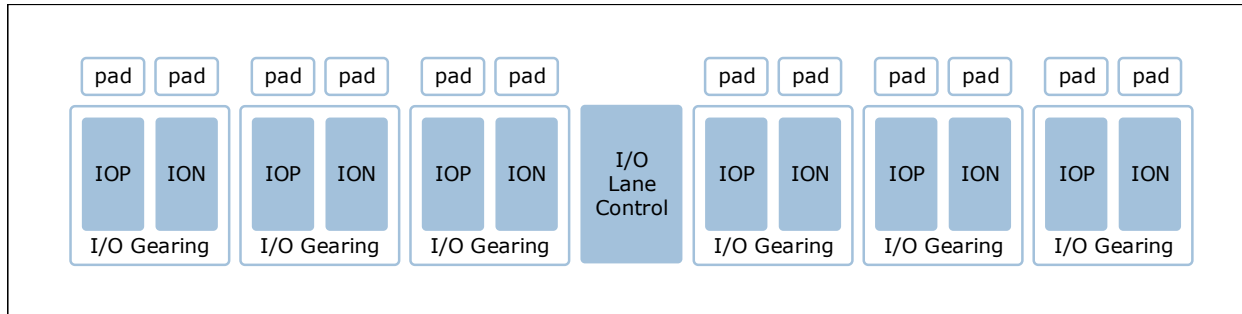 pad pad pad pad pad pad pad pad pad pad pad pad
IOP ION IOP ION IOP ION I/O Lane Control IOP ION IOP ION IOP ION
I/O Gearing I/O Gearing I/O Gearing I/O Gearing I/O Gearing I/O Gearing